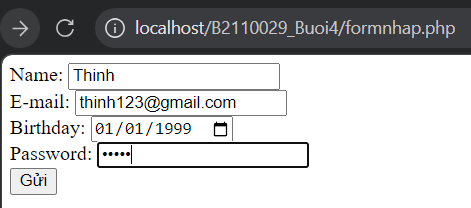 localhost/B2110029_Buoi4/formnhap.php
Name: Thinh
E-mail: thinh123@gmail.com
Birthday: 01/01/1999
Password: •••••
Gửi